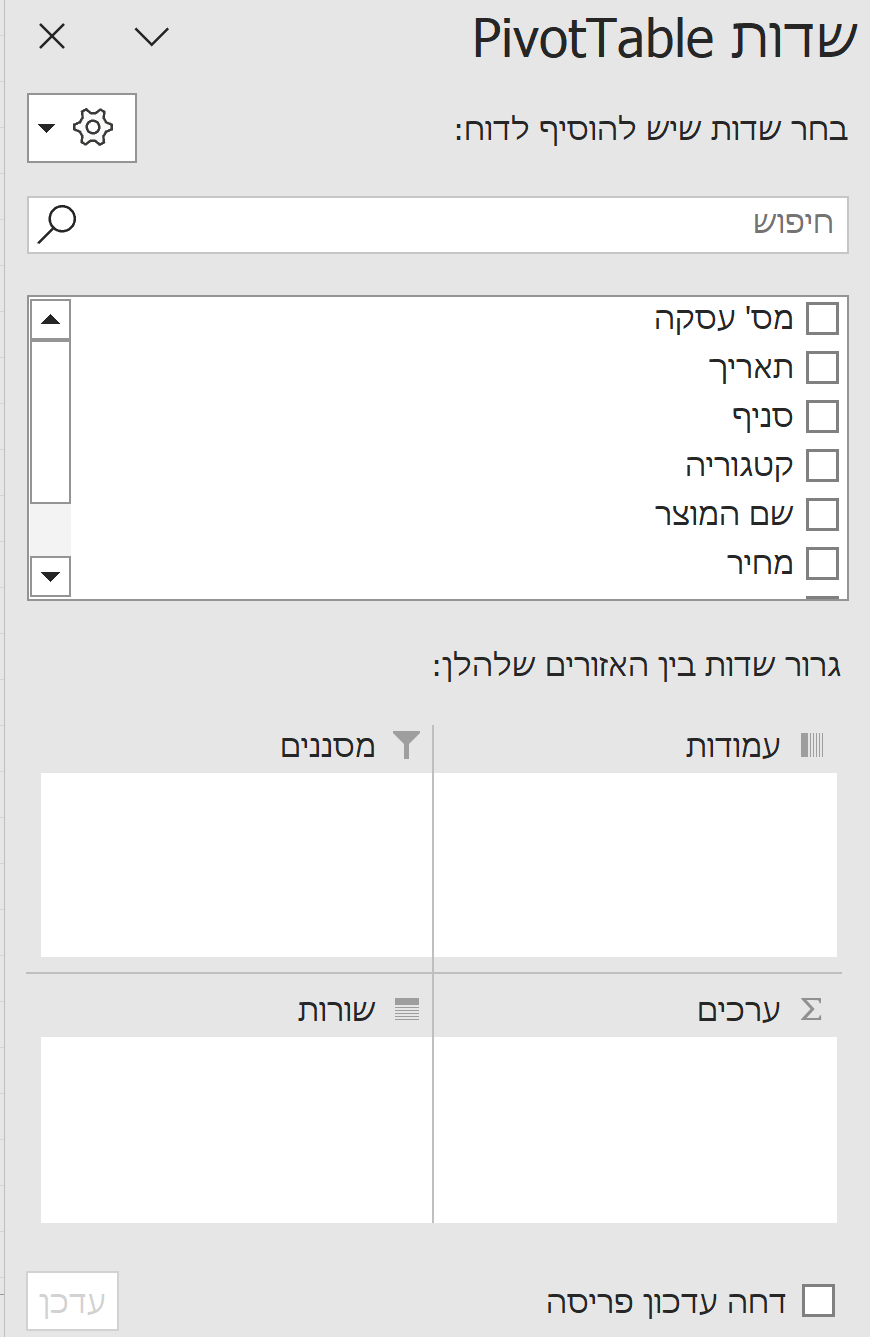 שדות PivotTable
בחר שדות שיש להוסיף לדוח:
חיפוש
מס' עסקה
תאריך
סניף
קטגוריה
שם המוצר
מחיר
גרור שדות בין האזורים שלהלן:
עמודות
מסננים
ערכים
שורות
דחה עדכון פריסה
עדכן